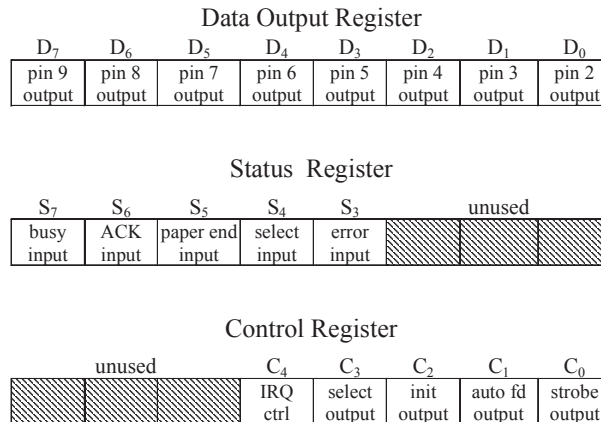 Data Output Register
D₇ D₆ D₅ D₄ D₃ D₂ D₁ D₀
pin 9 pin 8 pin 7 pin 6 pin 5 pin 4 pin 3 pin 2
output output output output output output output output
Status Register
S₇ S₆ S₅ S₄ S₃ unused
busy ACK paper end select error
input input input input input
Control Register
unused C₄ C₃ C₂ C₁ C₀
IRQ select init auto fd strobe
ctrl output output output output